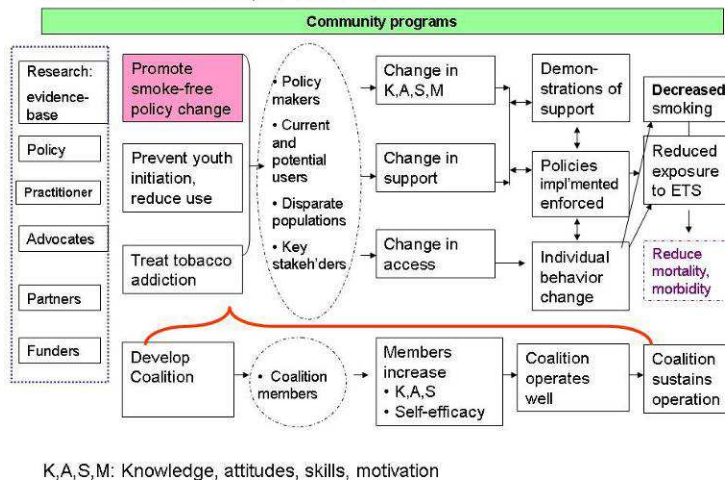 Community programs
Research:
evidence-
base
Policy
Practitioner
Advocates
Partners
Funders
Promote
smoke-free
policy change
Prevent youth
initiation,
reduce use
Treat tobacco
addiction
• Policy
makers
• Current
and
potential
users
• Disparate
populations
• Key
stakeh'ders
Change in
K,A,S,M
Change in
support
Change in
access
Demon-
strations of
support
Policies
impl'mented
enforced
Individual
behavior
change
Decreased
smoking
Reduced
exposure
to ETS
Reduce
mortality,
morbidity
Develop
Coalition
• Coalition
members
Members
increase
• K,A,S
• Self-efficacy
Coalition
operates
well
Coalition
sustains
operation
K,A,S,M: Knowledge, attitudes, skills, motivation